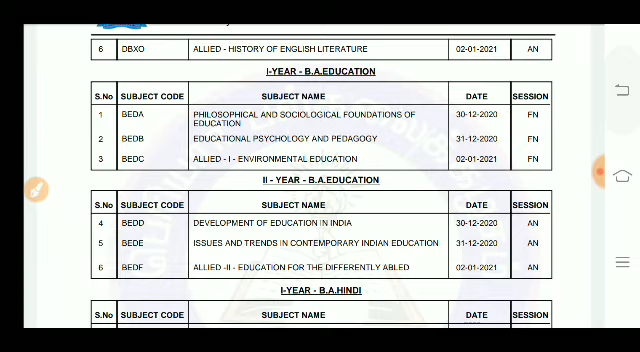 6 DBXO ALLIED - HISTORY OF ENGLISH LITERATURE 02-01-2021 AN
I-YEAR - B.A.EDUCATION
S.No SUBJECT CODE SUBJECT NAME DATE SESSION
1 BEDA PHILOSOPHICAL AND SOCIOLOGICAL FOUNDATIONS OF EDUCATION 30-12-2020 FN
2 BEDB EDUCATIONAL PSYCHOLOGY AND PEDAGOGY 31-12-2020 FN
3 BEDC ALLIED - I - ENVIRONMENTAL EDUCATION 02-01-2021 FN
II - YEAR - B.A.EDUCATION
S.No SUBJECT CODE SUBJECT NAME DATE SESSION
4 BEDD DEVELOPMENT OF EDUCATION IN INDIA 30-12-2020 AN
5 BEDE ISSUES AND TRENDS IN CONTEMPORARY INDIAN EDUCATION 31-12-2020 AN
6 BEDF ALLIED -II - EDUCATION FOR THE DIFFERENTLY ABLED 02-01-2021 AN
I-YEAR - B.A.HINDI
S.No SUBJECT CODE SUBJECT NAME DATE SESSION